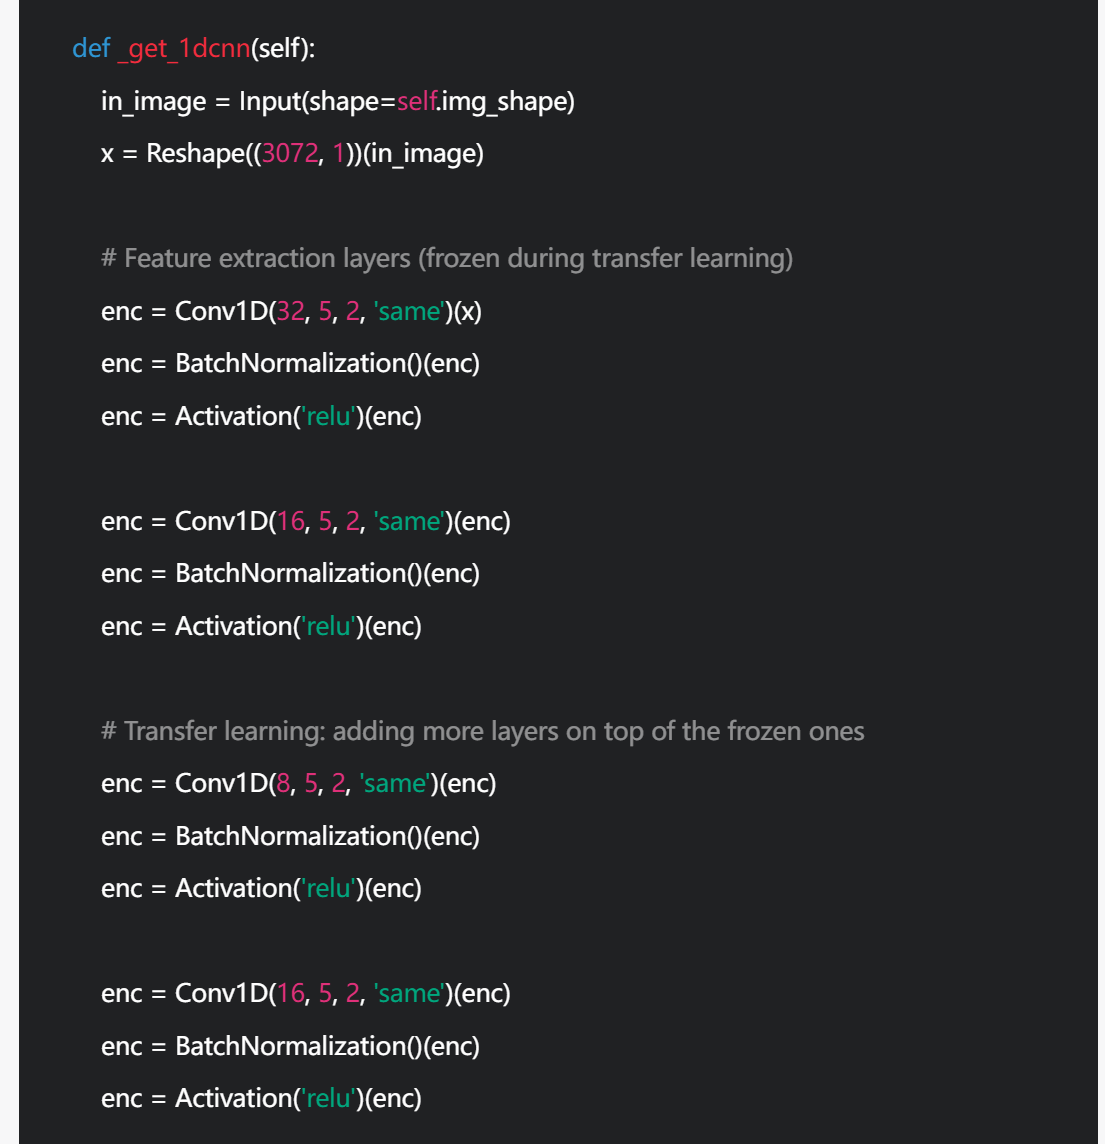 def _get_1dcnn(self):
in_image = Input(shape=self.img_shape)
x = Reshape((3072, 1))(in_image)
# Feature extraction layers (frozen during transfer learning)
enc = Conv1D(32, 5, 2, 'same')(x)
enc = BatchNormalization()(enc)
enc = Activation('relu')(enc)
enc = Conv1D(16, 5, 2, 'same')(enc)
enc = BatchNormalization()(enc)
enc = Activation('relu')(enc)
# Transfer learning: adding more layers on top of the frozen ones
enc = Conv1D(8, 5, 2, 'same')(enc)
enc = BatchNormalization()(enc)
enc = Activation('relu')(enc)
enc = Conv1D(16, 5, 2, 'same')(enc)
enc = BatchNormalization()(enc)
enc = Activation('relu')(enc)